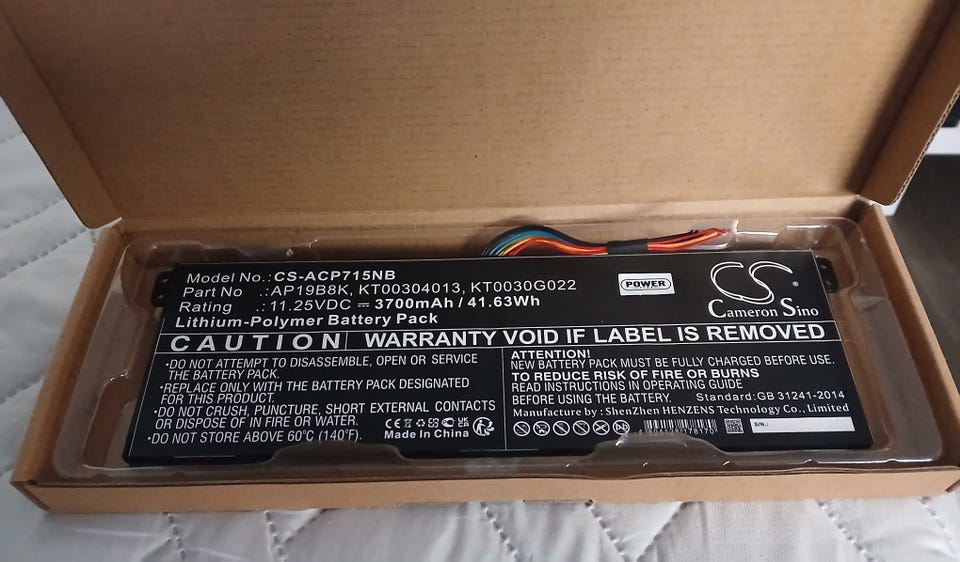 Model No.:CS-ACP715NB
Part No .:AP19B8K, KT00304013, KT0030G022
Rating .:11.25VDC ⎓ 3700mAh / 41.63Wh
Lithium-Polymer Battery Pack
POWER
CS
Cameron Sino
CAUTION WARRANTY VOID IF LABEL IS REMOVED
·DO NOT ATTEMPT TO DISASSEMBLE, OPEN OR SERVICE
THE BATTERY PACK.
·REPLACE ONLY WITH THE BATTERY PACK DESIGNATED
FOR THIS PRODUCT.
·DO NOT CRUSH, PUNCTURE, SHORT EXTERNAL CONTACTS
OR DISPOSE OF IN FIRE OR WATER.
·DO NOT STORE ABOVE 60°C (140°F).
CE
UK CA
Made In China
ATTENTION!
NEW BATTERY PACK MUST BE FULLY CHARGED BEFORE USE.
TO REDUCE RISK OF FIRE OR BURNS
READ INSTRUCTIONS IN OPERATING GUIDE
BEFORE USING THE BATTERY. Standard:GB 31241-2014
Manufacture by : ShenZhen HENZENS Technology Co., Limited
S/N.: